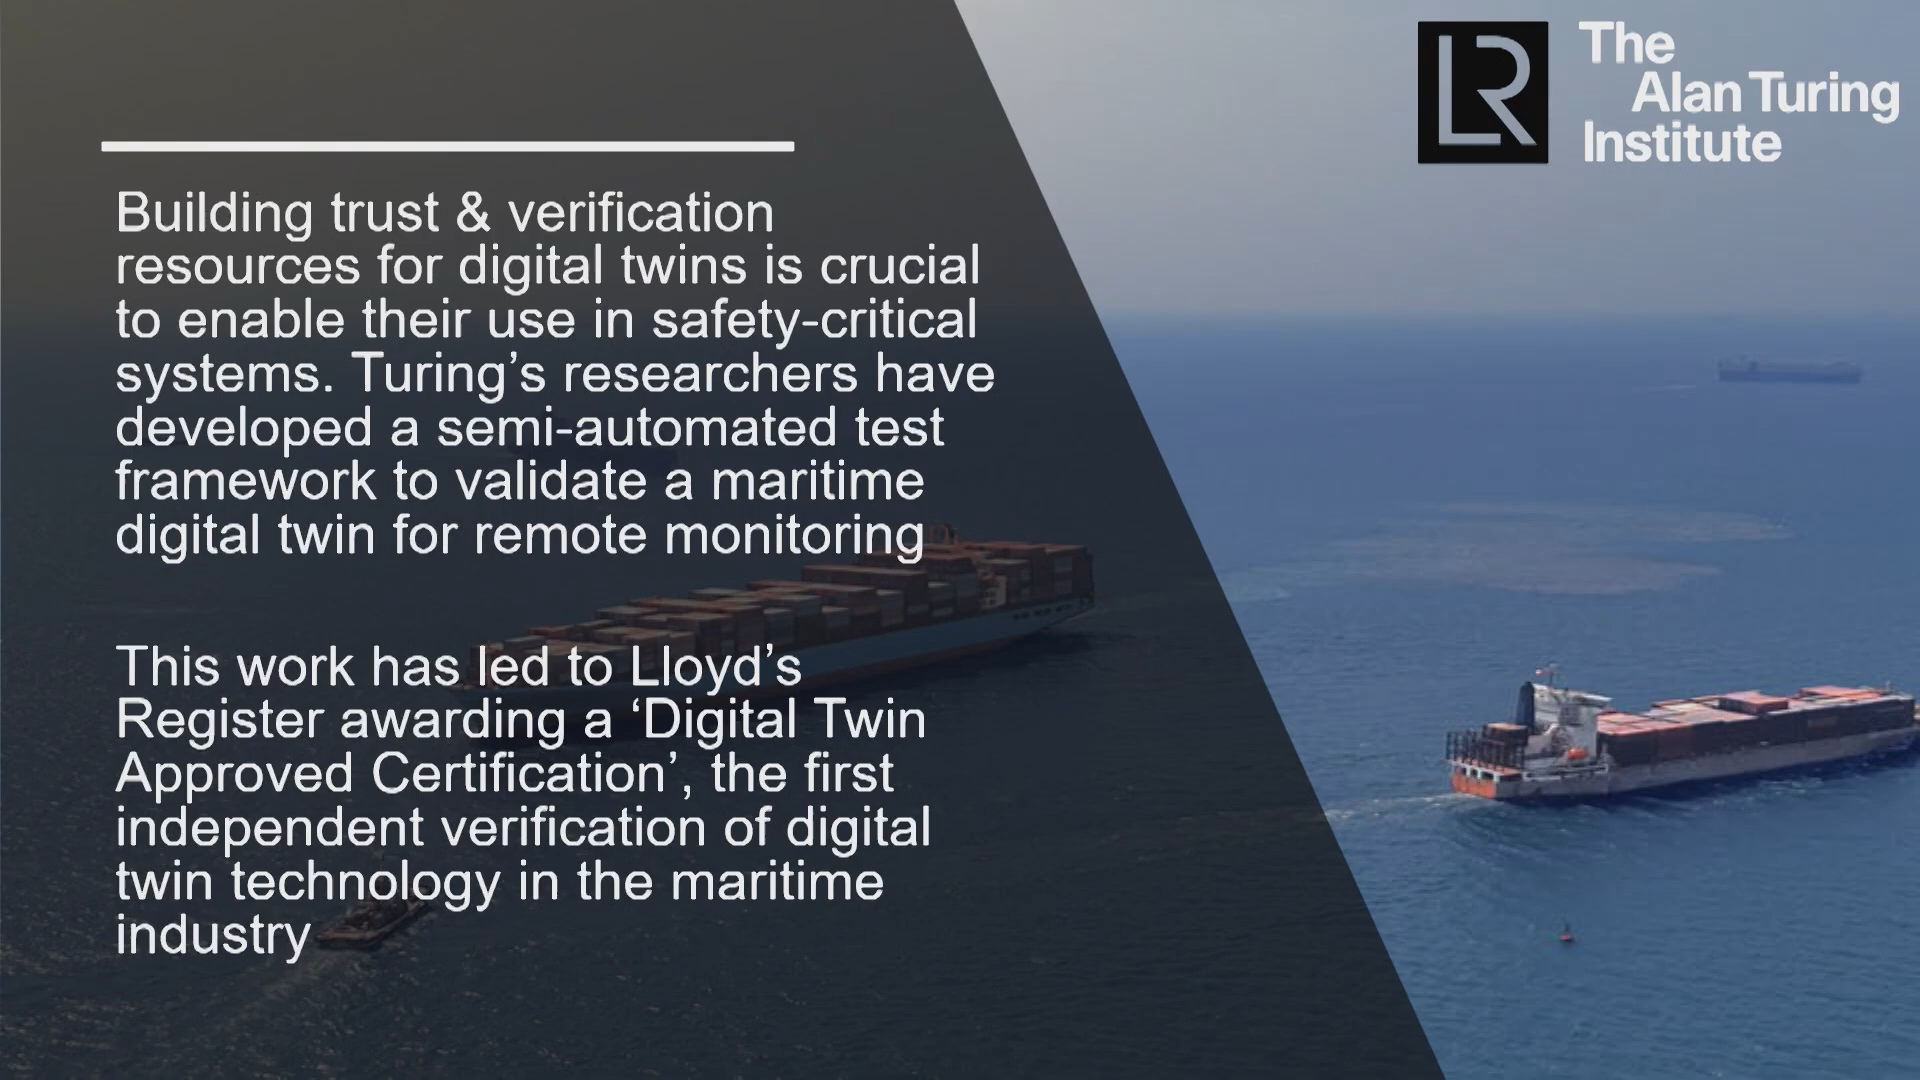 LR
The
Alan Turing
Institute
Building trust & verification
resources for digital twins is crucial
to enable their use in safety-critical
systems. Turing’s researchers have
developed a semi-automated test
framework to validate a maritime
digital twin for remote monitoring
This work has led to Lloyd’s
Register awarding a ‘Digital Twin
Approved Certification’, the first
independent verification of digital
twin technology in the maritime
industry